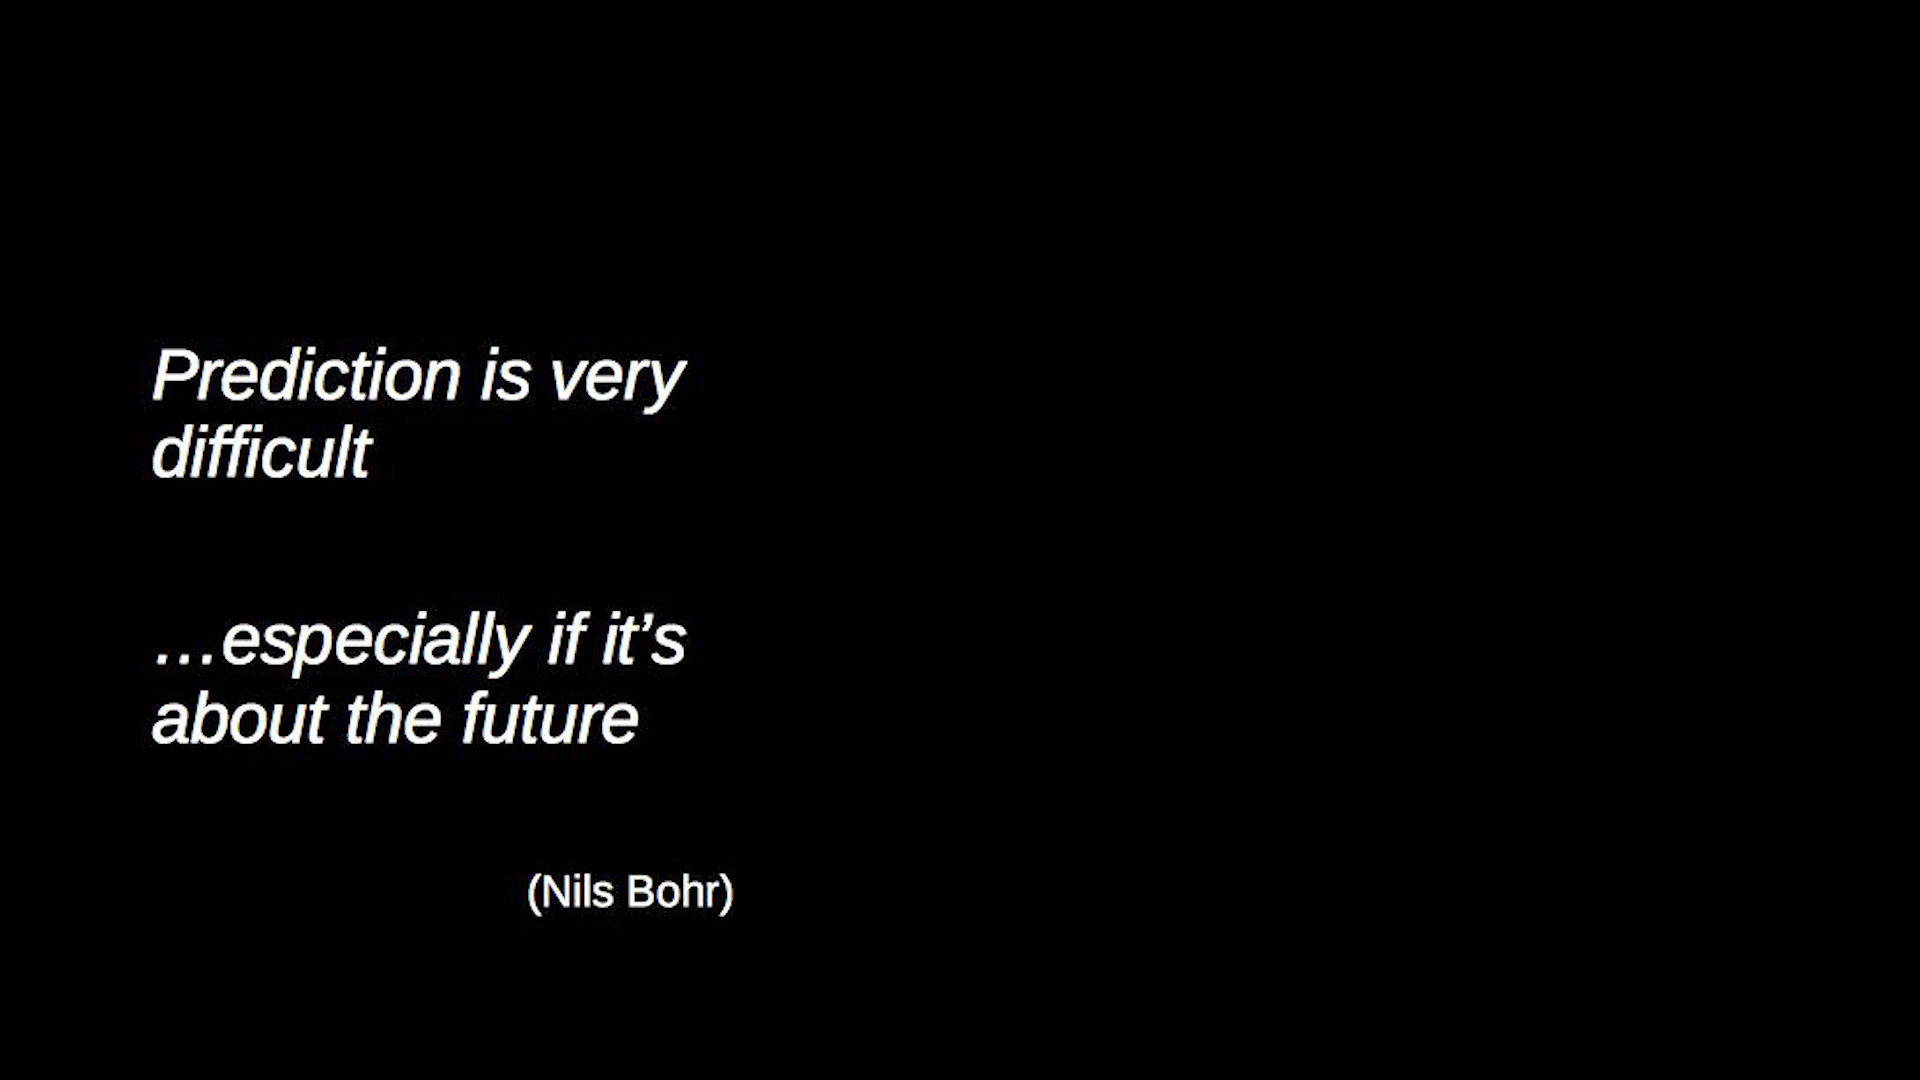 Prediction is very
difficult
…especially if it’s
about the future
(Nils Bohr)